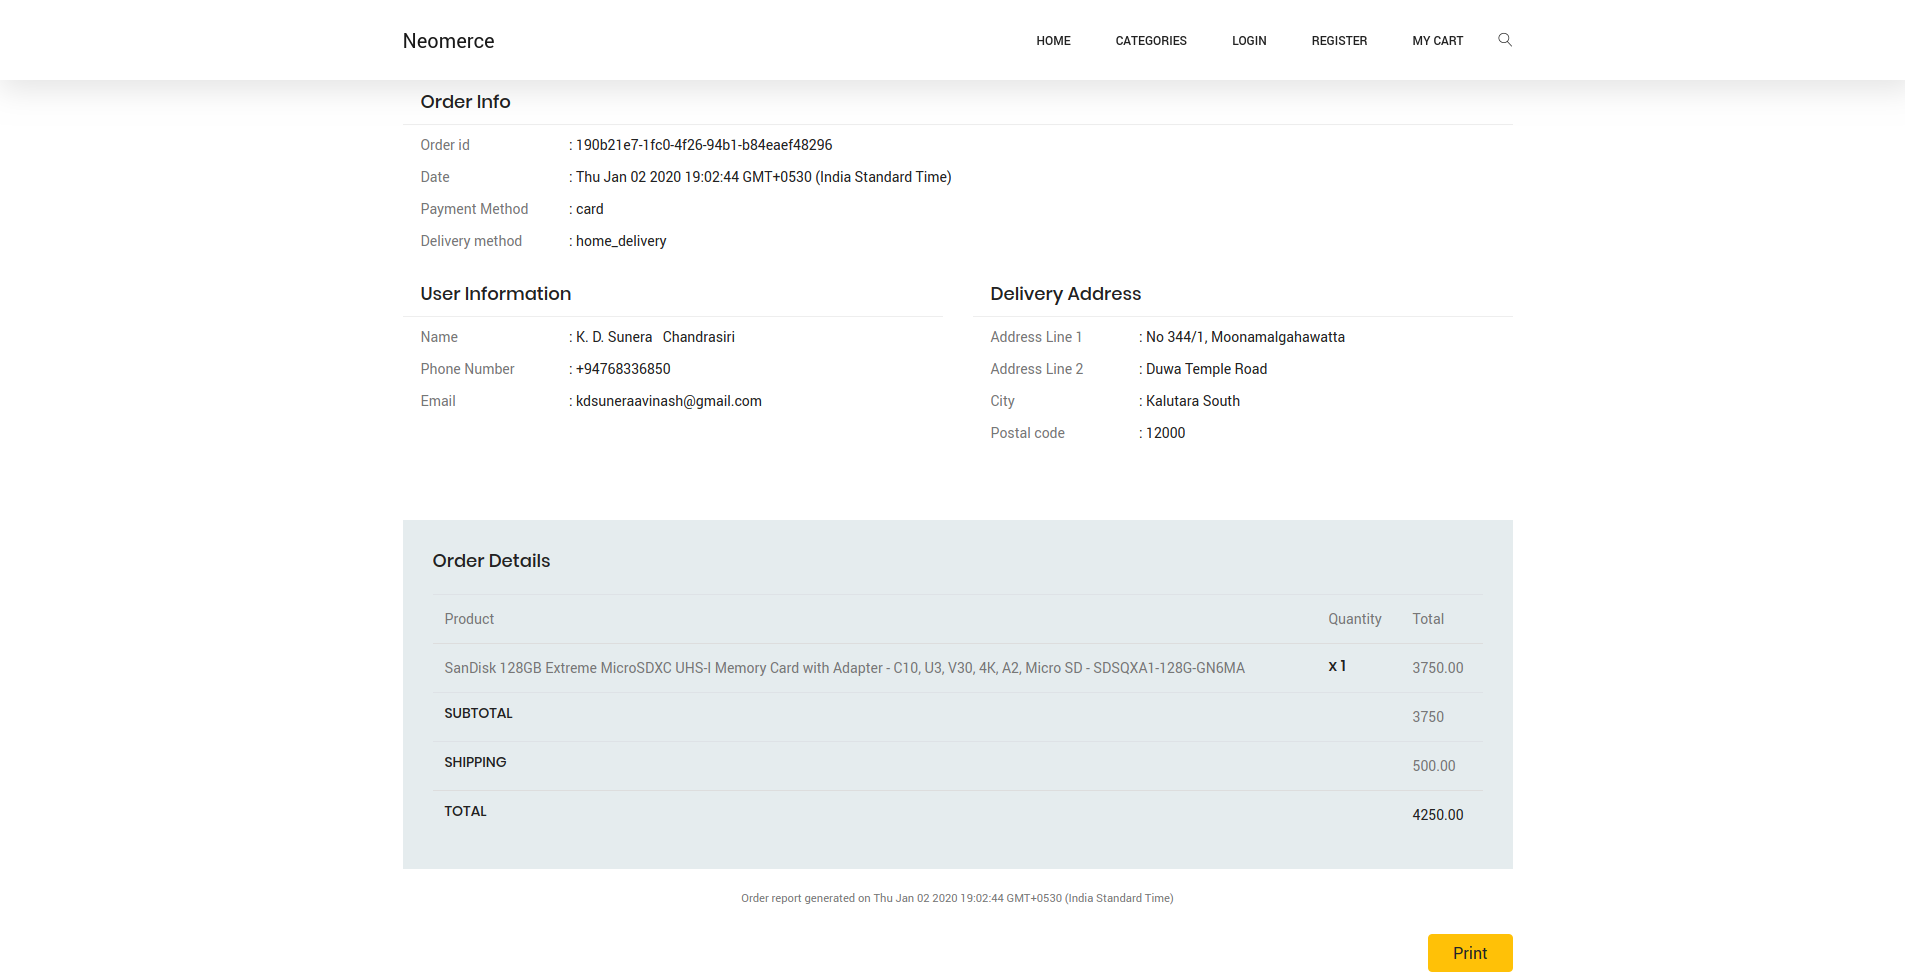 Neomerce HOME CATEGORIES LOGIN REGISTER MY CART
Order Info
Order id : 190b21e7-1fc0-4f26-94b1-b84eaef48296
Date : Thu Jan 02 2020 19:02:44 GMT+0530 (India Standard Time)
Payment Method : card
Delivery method : home_delivery
User Information
Name : K. D. Sunera Chandrasiri
Phone Number : +94768336850
Email : kdsuneraavinash@gmail.com
Delivery Address
Address Line 1 : No 344/1, Moonamalgahawatta
Address Line 2 : Duwa Temple Road
City : Kalutara South
Postal code : 12000
Order Details
Product Quantity Total
SanDisk 128GB Extreme MicroSDXC UHS-I Memory Card with Adapter - C10, U3, V30, 4K, A2, Micro SD - SDSQXA1-128G-GN6MA x 1 3750.00
SUBTOTAL 3750
SHIPPING 500.00
TOTAL 4250.00
Order report generated on Thu Jan 02 2020 19:02:44 GMT+0530 (India Standard Time)
Print